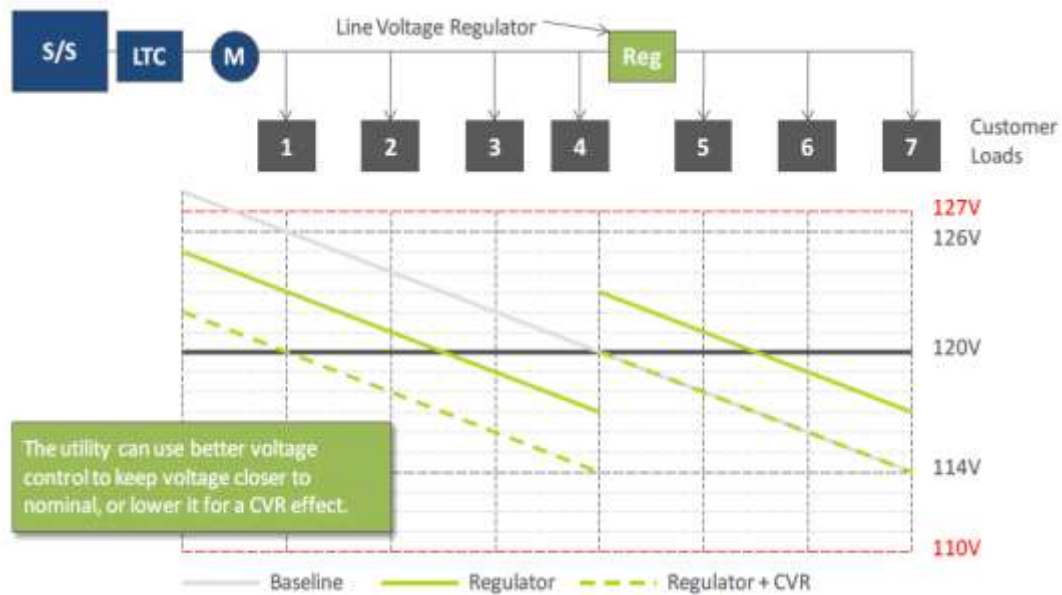 Line Voltage Regulator
S/S
LTC
M
Reg
1
2
3
4
5
6
7
Customer
Loads
127V
126V
120V
114V
110V
The utility can use better voltage
control to keep voltage closer to
nominal, or lower it for a CVR effect.
Baseline
Regulator
Regulator + CVR